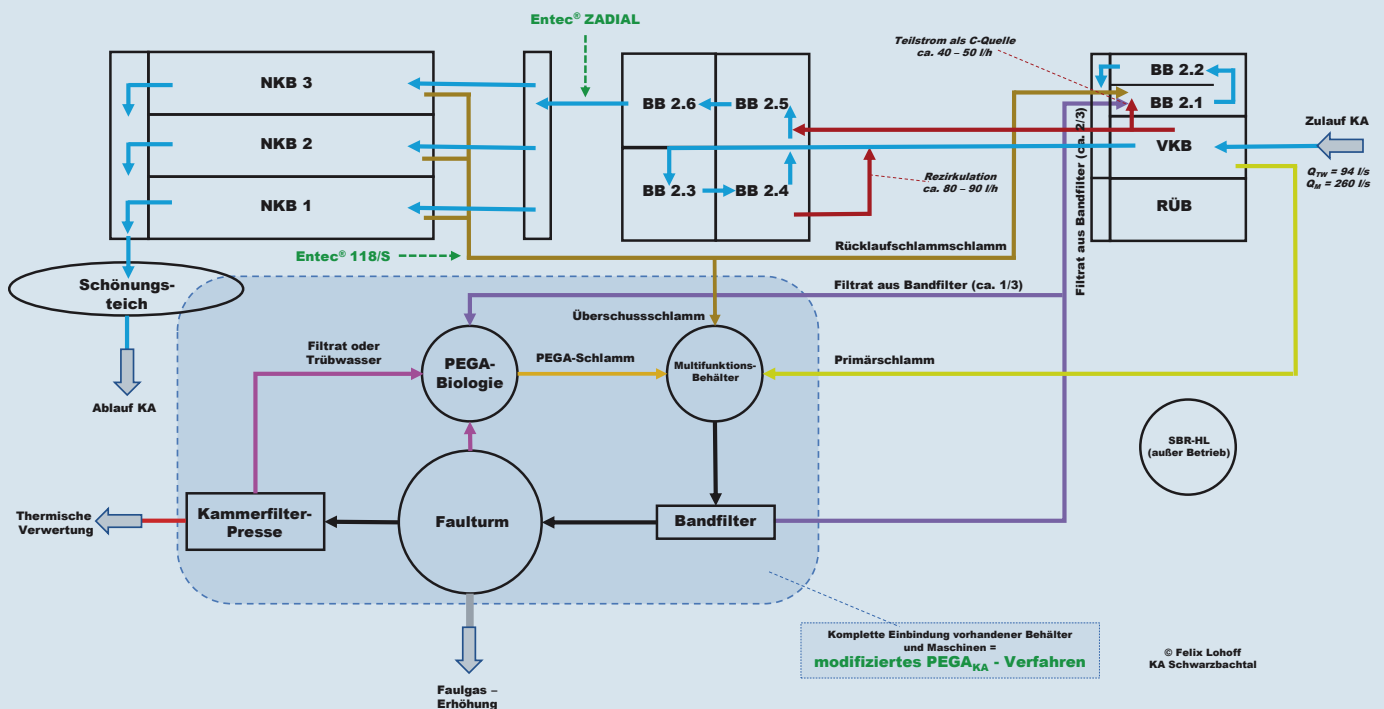 Entec® ZADIAL
Teilstrom als C-Quelle
ca. 40 – 50 l/h
NKB 3
NKB 2
NKB 1
BB 2.6
BB 2.5
BB 2.3
BB 2.4
BB 2.2
BB 2.1
VKB
RÜB
Zulauf KA
QTW = 94 l/s
QM = 260 l/s
Rezirkulation
ca. 80 – 90 l/h
Filtrat aus Bandfilter (ca. 2/3)
Entec® 118/S
Rücklaufschlammschlamm
Schönungs-
teich
Filtrat aus Bandfilter (ca. 1/3)
Überschussschlamm
Filtrat oder
Trübwasser
PEGA-
Biologie
PEGA-Schlamm
Multifunktions-
Behälter
Primärschlamm
Ablauf KA
SBR-HL
(außer Betrieb)
Thermische
Verwertung
Kammerfilter-
Presse
Faulturm
Bandfilter
Komplette Einbindung vorhandener Behälter
und Maschinen =
modifiziertes PEGAKA - Verfahren
© Felix Lohoff
KA Schwarzbachtal
Faulgas –
Erhöhung